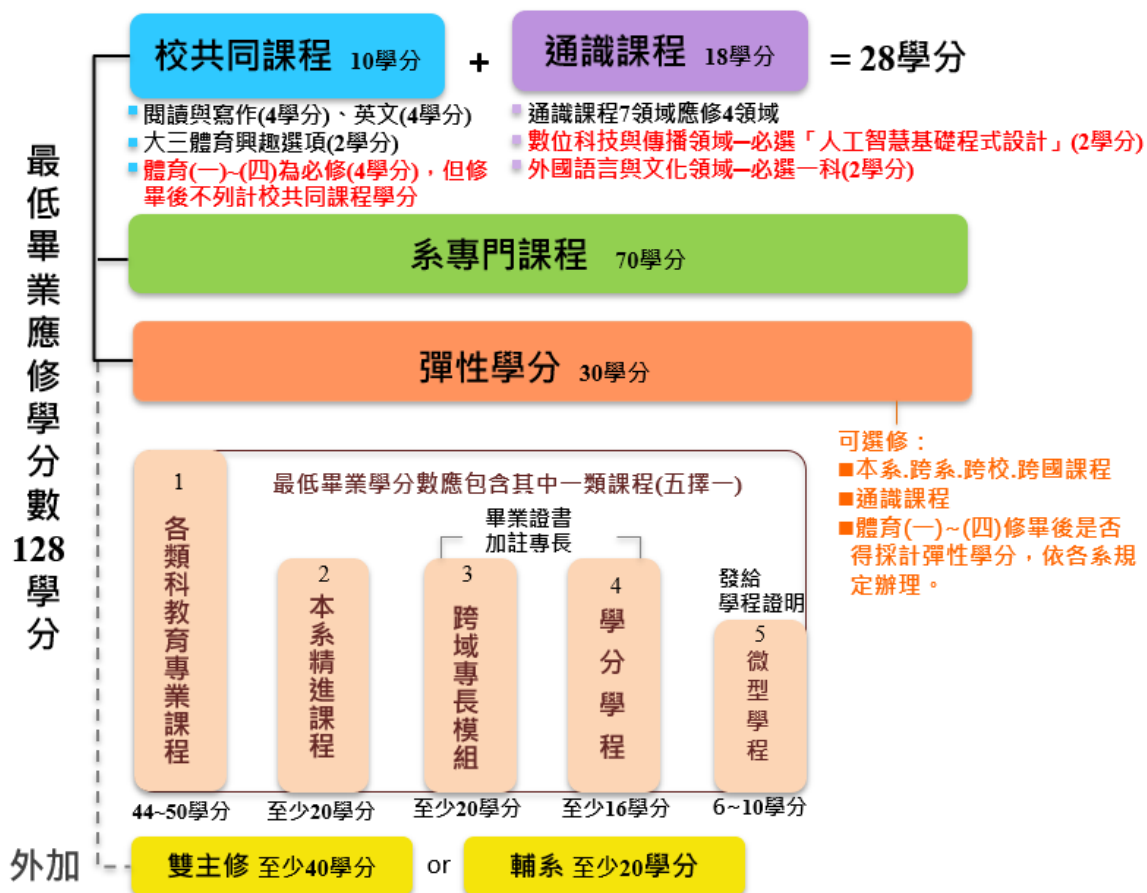 校共同課程 10學分
+
通識課程 18學分
= 28學分
閱讀與寫作(4學分)、英文(4學分)
大三體育興趣選項(2學分)
體育(一)~(四)為必修(4學分)，但修
畢後不列計校共同課程學分
通識課程7領域應修4領域
數位科技與傳播領域─必選「人工智慧基礎程式設計」(2學分)
外國語言與文化領域─必選一科(2學分)
最低畢業應修學分數128學分
系專門課程 70學分
彈性學分 30學分
可選修：
■本系.跨系.跨校.跨國課程
■通識課程
■體育(一)~(四)修畢後是否
得採計彈性學分，依各系規
定辦理。
最低畢業學分數應包含其中一類課程(五擇一)
畢業證書
加註專長
發給
學程證明
1
各類科教育專業課程
2
本系精進課程
3
跨域專長模組
4
學分學程
5
微型學程
44~50學分
至少20學分
至少20學分
至少16學分
6~10學分
外加
雙主修 至少40學分
or
輔系 至少20學分